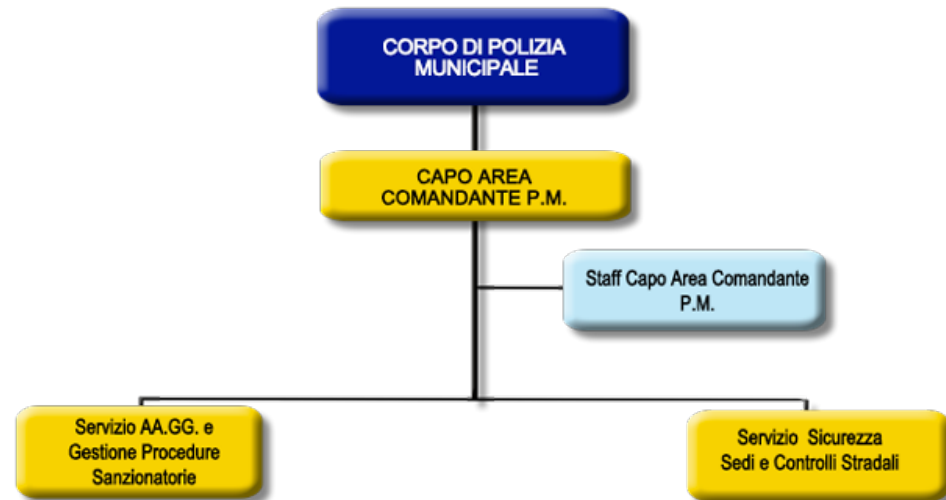 CORPO DI POLIZIA
MUNICIPALE
CAPO AREA
COMANDANTE P.M.
Staff Capo Area Comandante
P.M.
Servizio AA.GG. e
Gestione Procedure
Sanzionatorie
Servizio Sicurezza
Sedi e Controlli Stradali